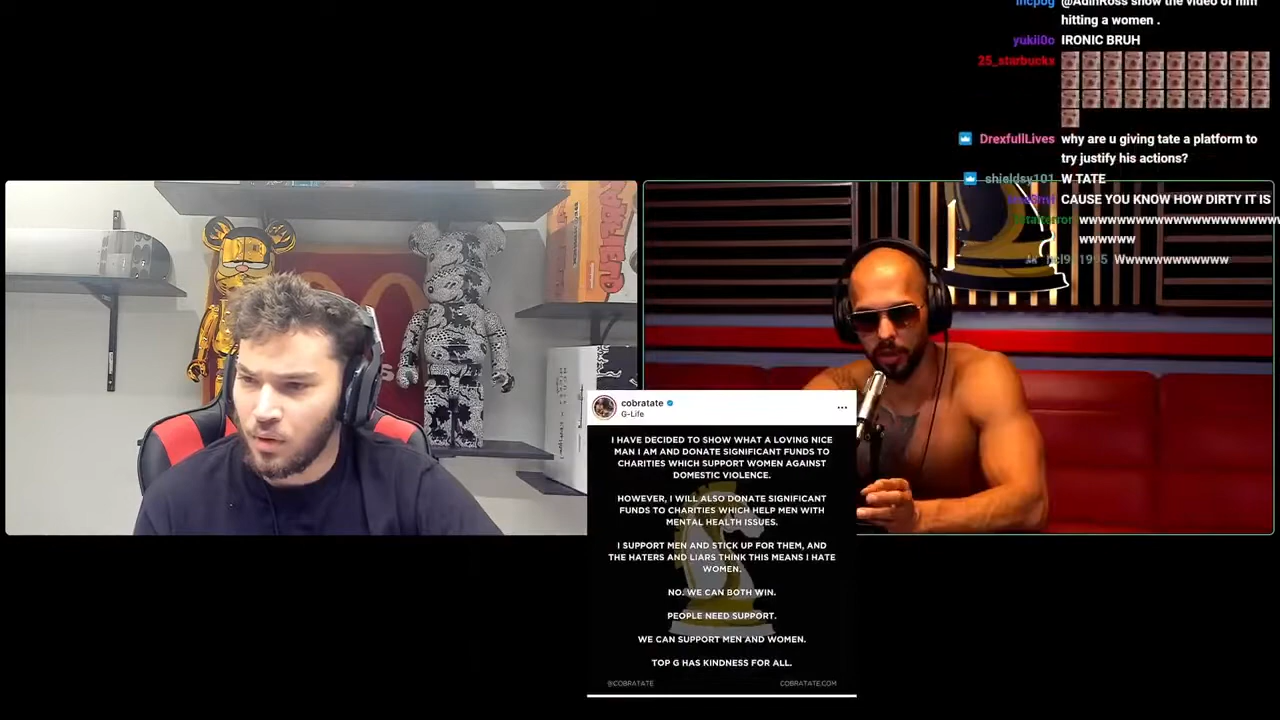 incpog @AdinRoss show the video of him
hitting a women .
yukii0o IRONIC BRUH
25_starbuckx
DrexfullLives why are u giving tate a platform to
try justify his actions?
shieldsy101 W TATE
CAUSE YOU KNOW HOW DIRTY IT IS
wwwwwwwwwwwwwwwwwwwwwww
wwwwww
Wwwwwwwwwwww
cobratate
G-Life
I HAVE DECIDED TO SHOW WHAT A LOVING NICE
MAN I AM AND DONATE SIGNIFICANT FUNDS TO
CHARITIES WHICH SUPPORT WOMEN AGAINST
DOMESTIC VIOLENCE.
HOWEVER, I WILL ALSO DONATE SIGNIFICANT
FUNDS TO CHARITIES WHICH HELP MEN WITH
MENTAL HEALTH ISSUES.
I SUPPORT MEN AND STICK UP FOR THEM, AND
THE HATERS AND LIARS THINK THIS MEANS I HATE
WOMEN.
NO. WE CAN BOTH WIN.
PEOPLE NEED SUPPORT.
WE CAN SUPPORT MEN AND WOMEN.
TOP G HAS KINDNESS FOR ALL.
@COBRATATE COBRATATE.COM